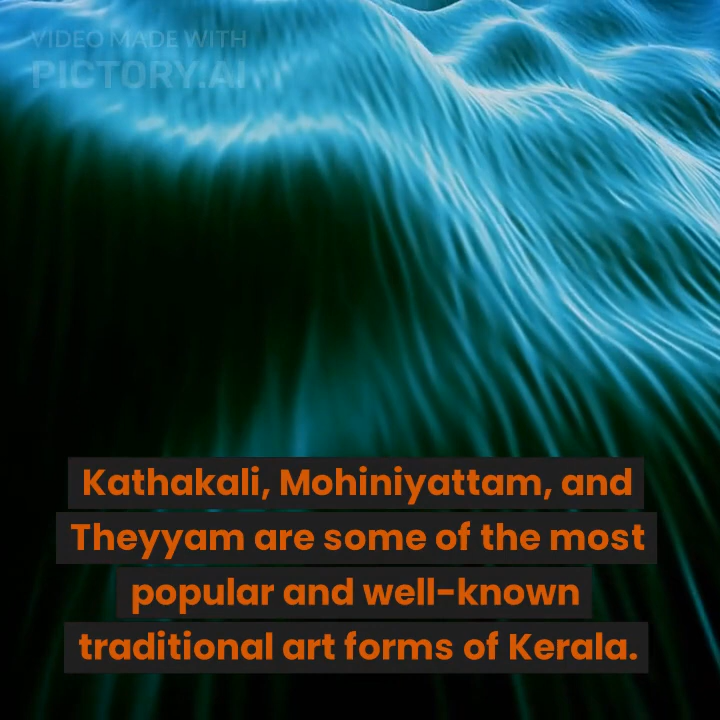 VIDEO MADE WITH
PICTORY.AI
Kathakali, Mohiniyattam, and
Theyyam are some of the most
popular and well-known
traditional art forms of Kerala.